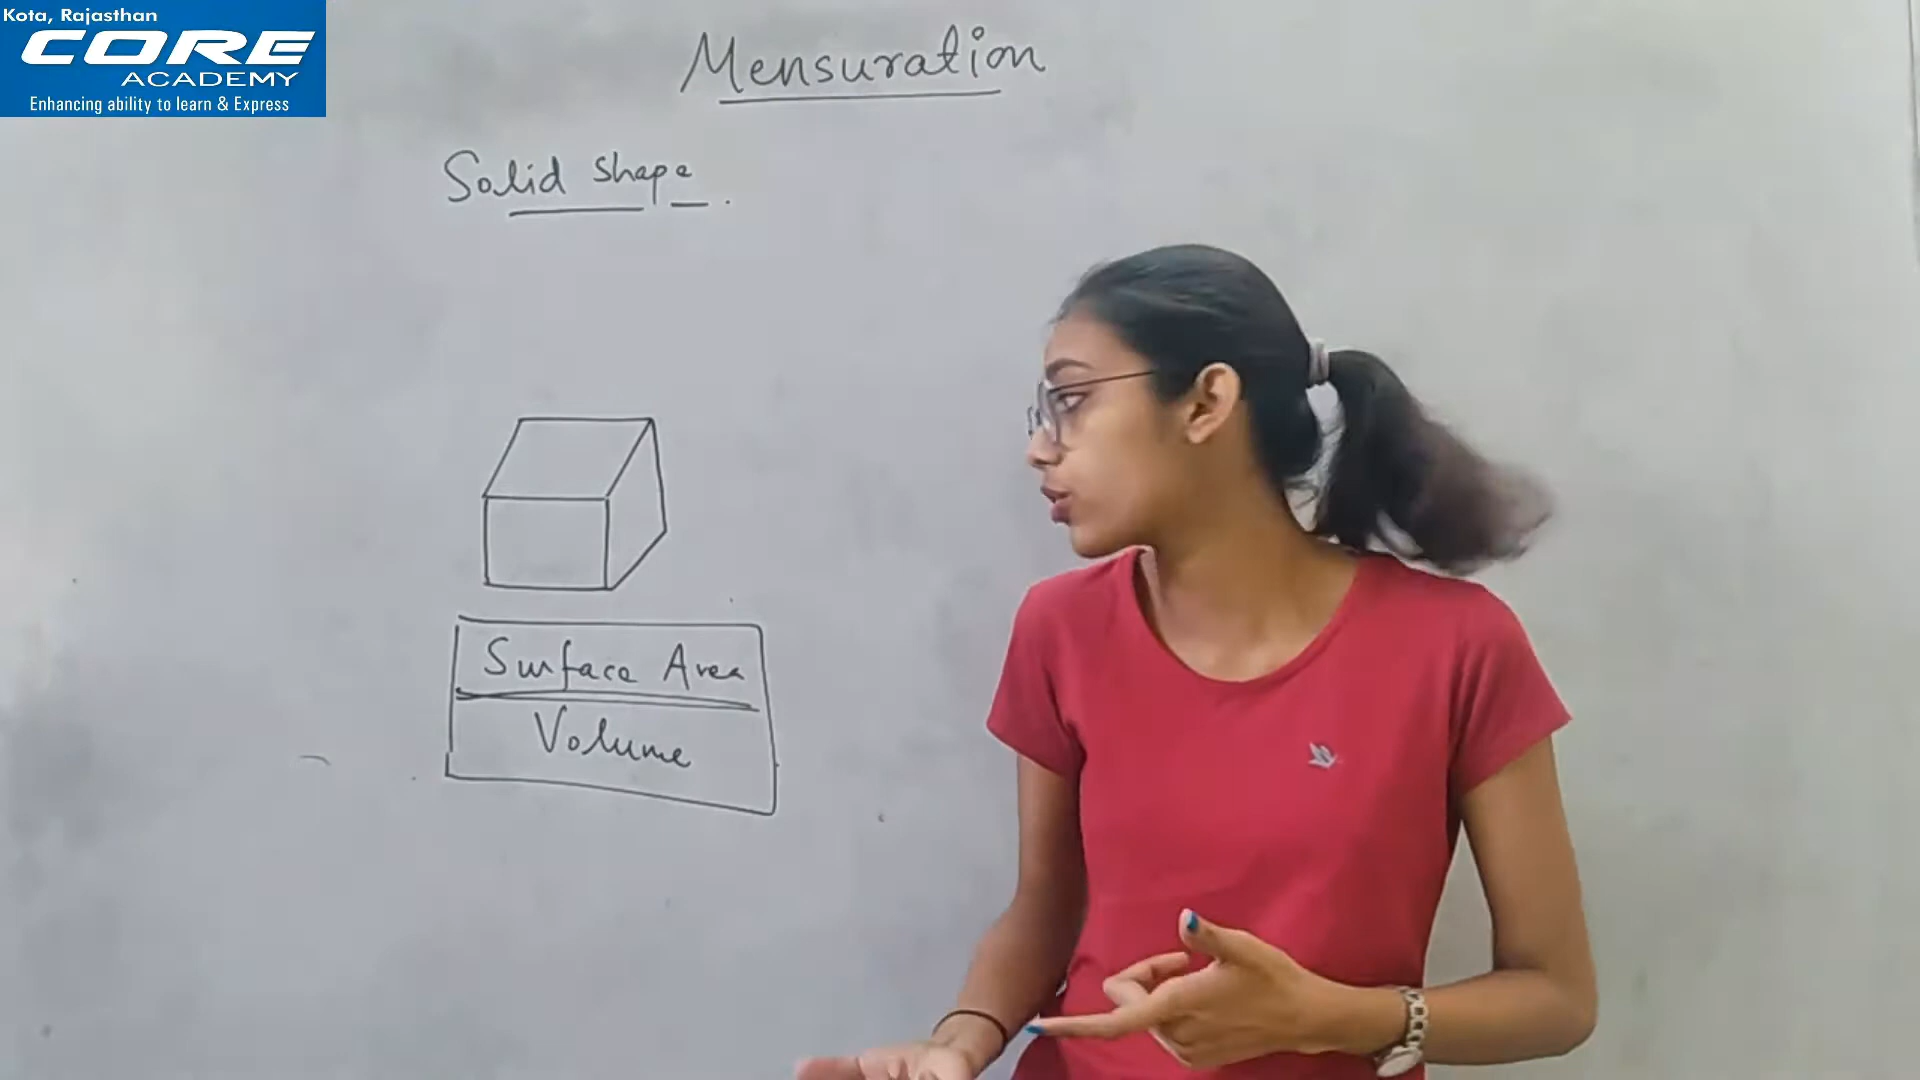 Kota, Rajasthan
CORE
ACADEMY
Enhancing ability to learn & Express
Mensuration
Solid shape.
Surface Area
Volume